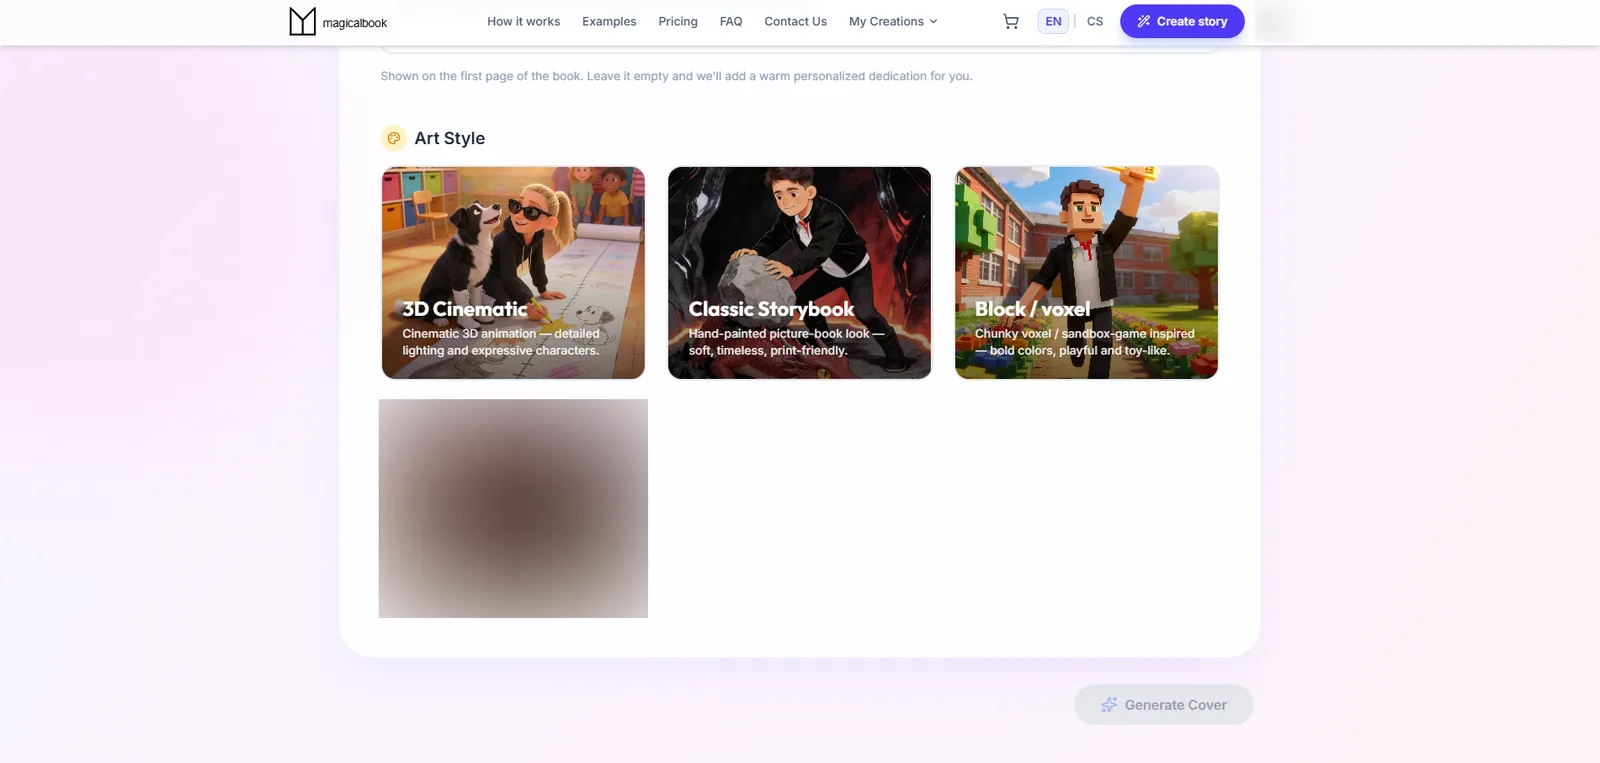 magicalbook
How it works
Examples
Pricing
FAQ
Contact Us
My Creations
EN | CS
Create story
Shown on the first page of the book. Leave it empty and we'll add a warm personalized dedication for you.
Art Style
3D Cinematic
Cinematic 3D animation — detailed
lighting and expressive characters.
Classic Storybook
Hand-painted picture-book look —
soft, timeless, print-friendly.
Block / voxel
Chunky voxel / sandbox-game inspired
— bold colors, playful and toy-like.
Generate Cover